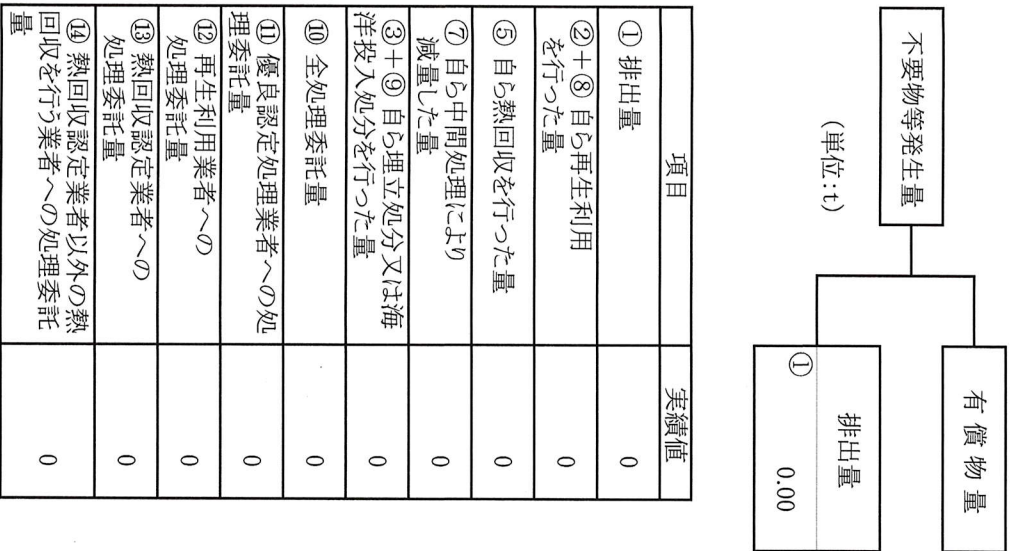 不要物等発生量
有償物量
(単位:t)
排出量
①
0.00
項目
実績値
① 排出量
0
②+⑧ 自ら再生利用
を行った量
0
⑤ 自ら熱回収を行った量
0
⑦ 自ら中間処理により
減量した量
0
③+⑨ 自ら埋立処分又は海
洋投入処分を行った量
0
⑩ 全処理委託量
0
⑪ 優良認定処理業者への処
理委託量
0
⑫ 再生利用業者への
処理委託量
0
⑬ 熱回収認定業者への
処理委託量
0
⑭ 熱回収認定業者以外の熱
回収を行う業者への処理委託
量
0